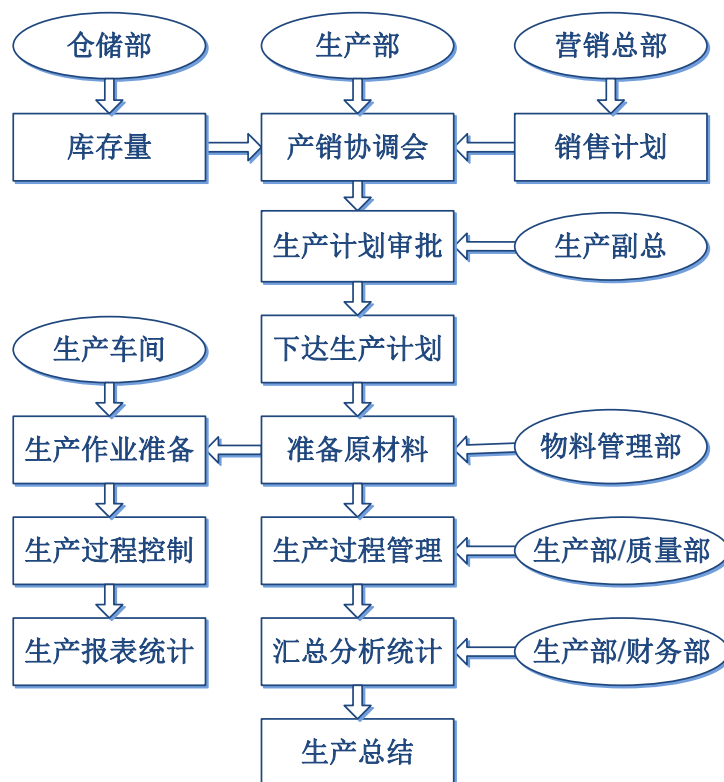 仓储部
生产部
营销总部
库存量
产销协调会
销售计划
生产计划审批
生产副总
生产车间
下达生产计划
生产作业准备
准备原材料
物料管理部
生产过程控制
生产过程管理
生产部/质量部
生产报表统计
汇总分析统计
生产部/财务部
生产总结